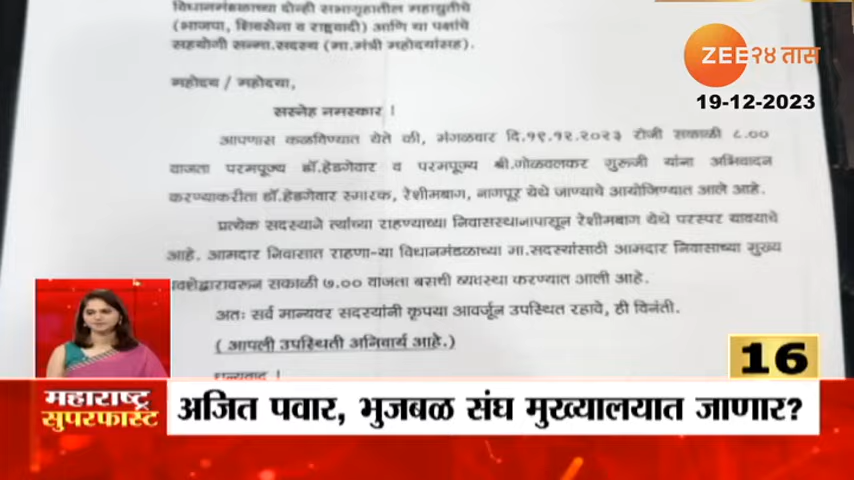 विधानमंडळाच्या दोन्ही सभागृहातील महायुतीचे
(भाजपा, शिवसेना व राष्ट्रवादी) आणि या पक्षांचे
सहयोगी सन्मा.सदस्य (मा.मंत्री महोदयांसह).
महोदय / महोदया,
सस्नेह नमस्कार !
आपणास कळविण्यात येते की, मंगळवार दि.१९.१२.२०२३ रोजी सकाळी ८.००
वाजता परमपूज्य डॉ.हेडगेवार व परमपूज्य श्री.गोळवलकर गुरुजी यांना अभिवादन
करण्याकरीता डॉ.हेडगेवार स्मारक, रेशीमबाग, नागपूर येथे जाण्याचे आयोजिण्यात आले आहे.
प्रत्येक सदस्याने त्यांच्या राहण्याच्या निवासस्थानापासून रेशीमबाग येथे परस्पर यावयाचे
आहे. आमदार निवासात राहणा-या विधानमंडळाच्या मा.सदस्यांसाठी आमदार निवासाच्या मुख्य
वशेद्वारावरून सकाळी ७.०० वाजता बसची व्यवस्था करण्यात आली आहे.
अतः सर्व मान्यवर सदस्यांनी कृपया आवर्जून उपस्थित रहावे, ही विनंती.
( आपली उपस्थिती अनिवार्य आहे.)
धन्यवाद !
ZEE २४ तास
19-12-2023
16
महाराष्ट्र
सुपरफास्ट
अजित पवार, भुजबळ संघ मुख्यालयात जाणार?